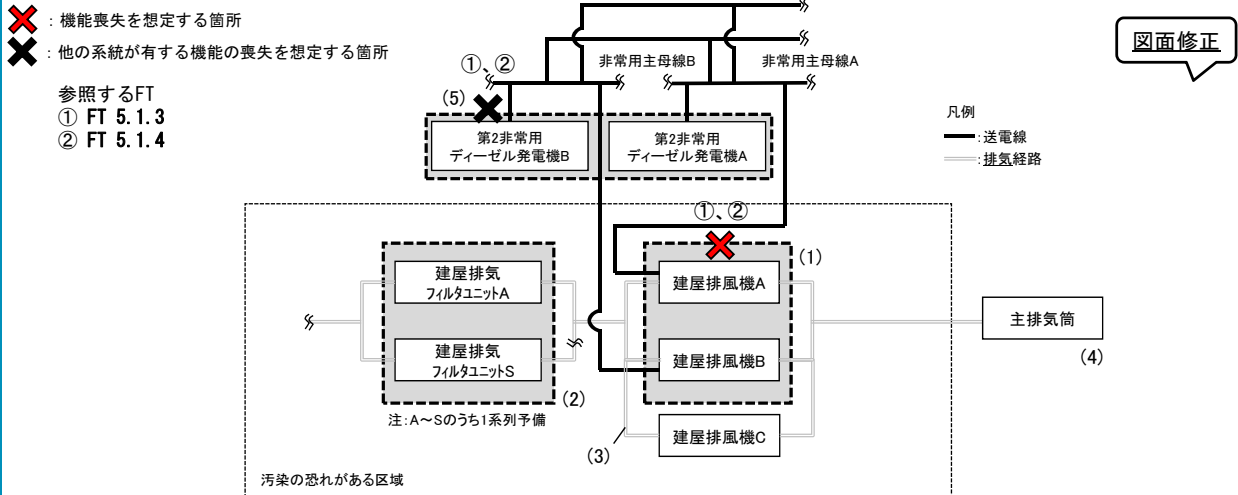 ：機能喪失を想定する箇所
：他の系統が有する機能の喪失を想定する箇所
参照するFT
① FT 5.1.3
② FT 5.1.4
図面修正
①、②
非常用主母線B
非常用主母線A
(5)
第2非常用
ディーゼル発電機B
第2非常用
ディーゼル発電機A
凡例
：送電線
：排気経路
①、②
(1)
建屋排気
フィルタユニットA
建屋排風機A
主排気筒
(4)
建屋排気
フィルタユニットS
建屋排風機B
(2)
注：A～Sのうち1系列予備
建屋排風機C
(3)
汚染の恐れがある区域